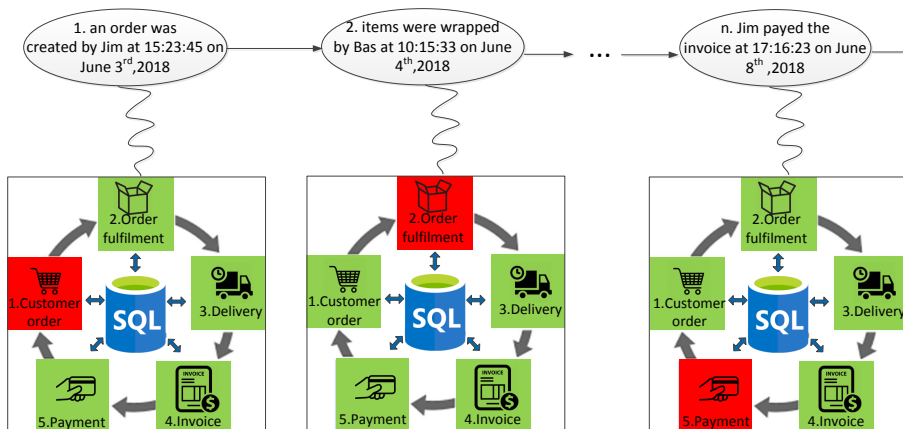 1. an order was
created by Jim at 15:23:45 on
June 3rd,2018
2. items were wrapped
by Bas at 10:15:33 on June
4th,2018
...
n. Jim payed the
invoice at 17:16:23 on June
8th ,2018
2.Order
fulfilment
1.Customer
order
SQL
3.Delivery
5.Payment
INVOICE
$
4.Invoice
2.Order
fulfilment
1.Customer
order
SQL
3.Delivery
5.Payment
INVOICE
$
4.Invoice
2.Order
fulfilment
1.Customer
order
SQL
3.Delivery
5.Payment
INVOICE
$
4.Invoice